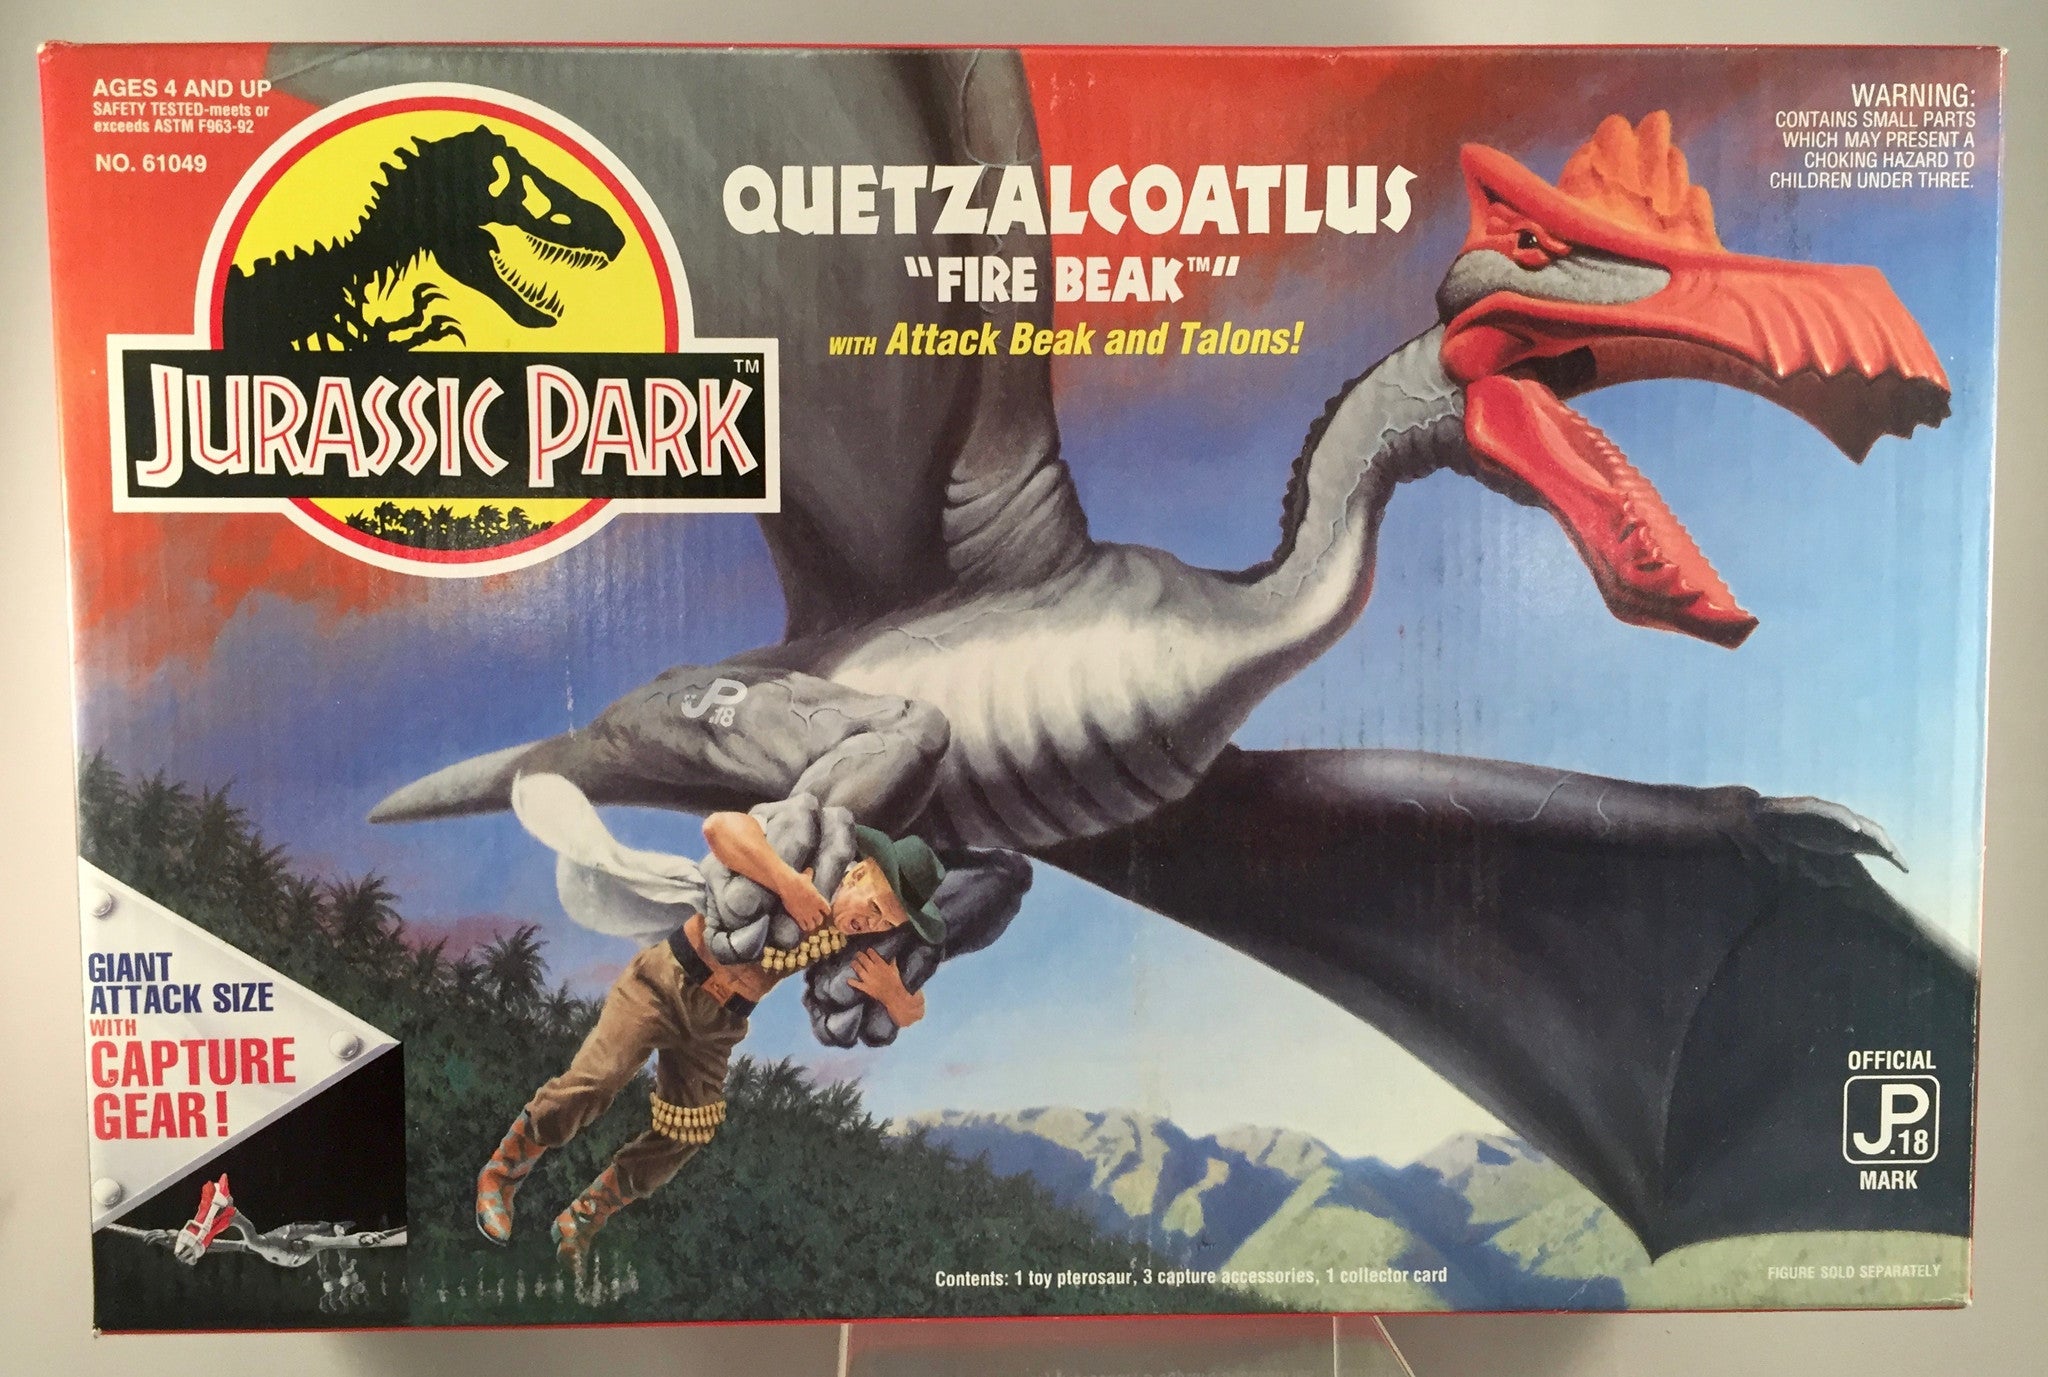 AGES 4 AND UP
SAFETY TESTED-meets or
exceeds ASTM F963-92
NO. 61049
JURASSIC PARK™
QUETZALCOATLUS
"FIRE BEAK™"
WITH Attack Beak and Talons!
WARNING:
CONTAINS SMALL PARTS
WHICH MAY PRESENT A
CHOKING HAZARD TO
CHILDREN UNDER THREE.
JP
.18
GIANT
ATTACK SIZE
WITH
CAPTURE
GEAR!
OFFICIAL
JP
.18
MARK
Contents: 1 toy pterosaur, 3 capture accessories, 1 collector card
FIGURE SOLD SEPARATELY